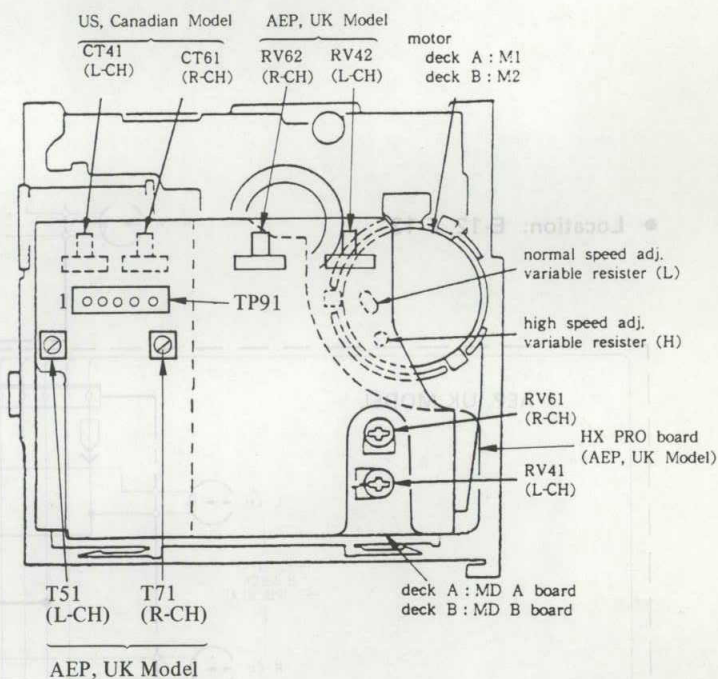 US, Canadian Model
AEP, UK Model
CT41
(L-CH)
CT61
(R-CH)
RV62
(R-CH)
RV42
(L-CH)
motor
deck A : M1
deck B : M2
● Location: B-15
normal speed adj.
variable resister (L)
1
TP91
high speed adj.
variable resister (H)
RV61
(R-CH)
HX PRO board
(AEP, UK Model)
RV41
(L-CH)
T51
(L-CH)
T71
(R-CH)
deck A : MD A board
deck B : MD B board
AEP, UK Model